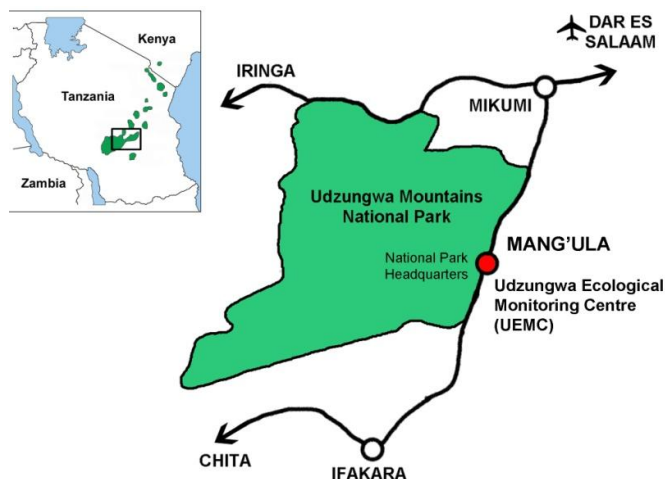 Kenya
Tanzania
Zambia
DAR ES
SALAAM
IRINGA
MIKUMI
Udzungwa Mountains
National Park
MANG'ULA
National Park
Headquarters
Udzungwa Ecological
Monitoring Centre
(UEMC)
CHITA
IFAKARA